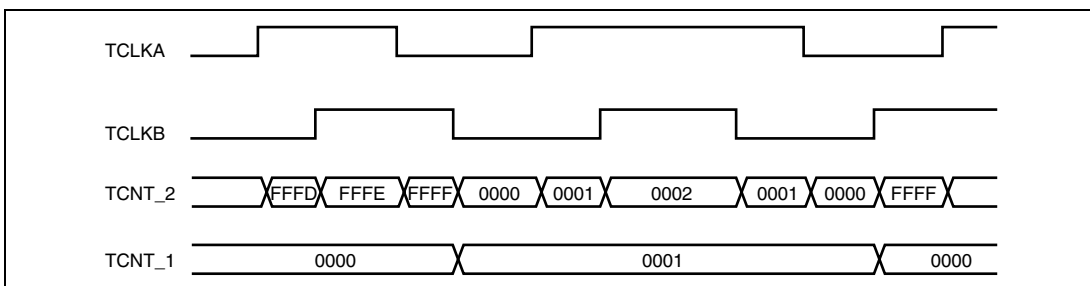 TCLKA
TCLKB
TCNT_2 FFFD FFFE FFFF 0000 0001 0002 0001 0000 FFFF
TCNT_1 0000 0001 0000